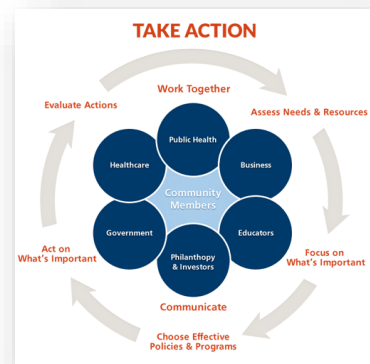 TAKE ACTION
Work Together
Evaluate Actions
Assess Needs & Resources
Public Health
Healthcare
Business
Community
Members
Government
Educators
Philanthopy
& Investors
Act on
What's Important
Focus on
What's Important
Communicate
Choose Effective
Policies & Programs